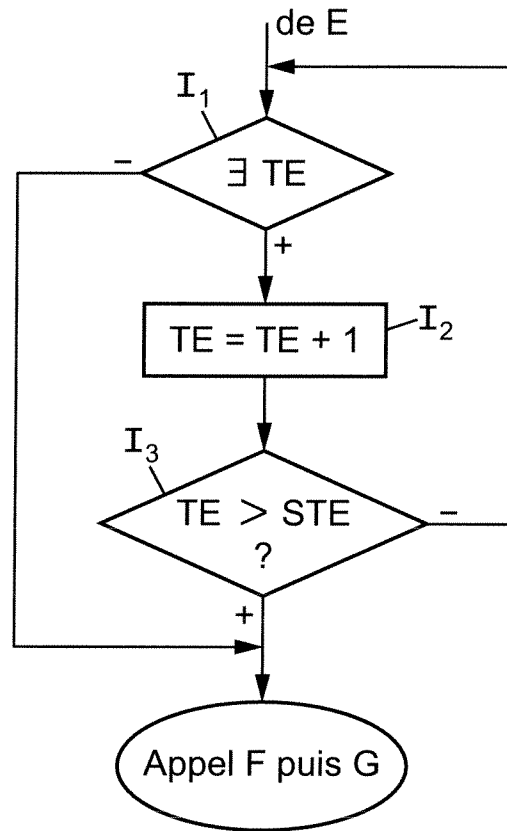 de E
I1
–
∃ TE
+
TE = TE + 1
I2
I3
TE > STE
?
–
+
Appel F puis G